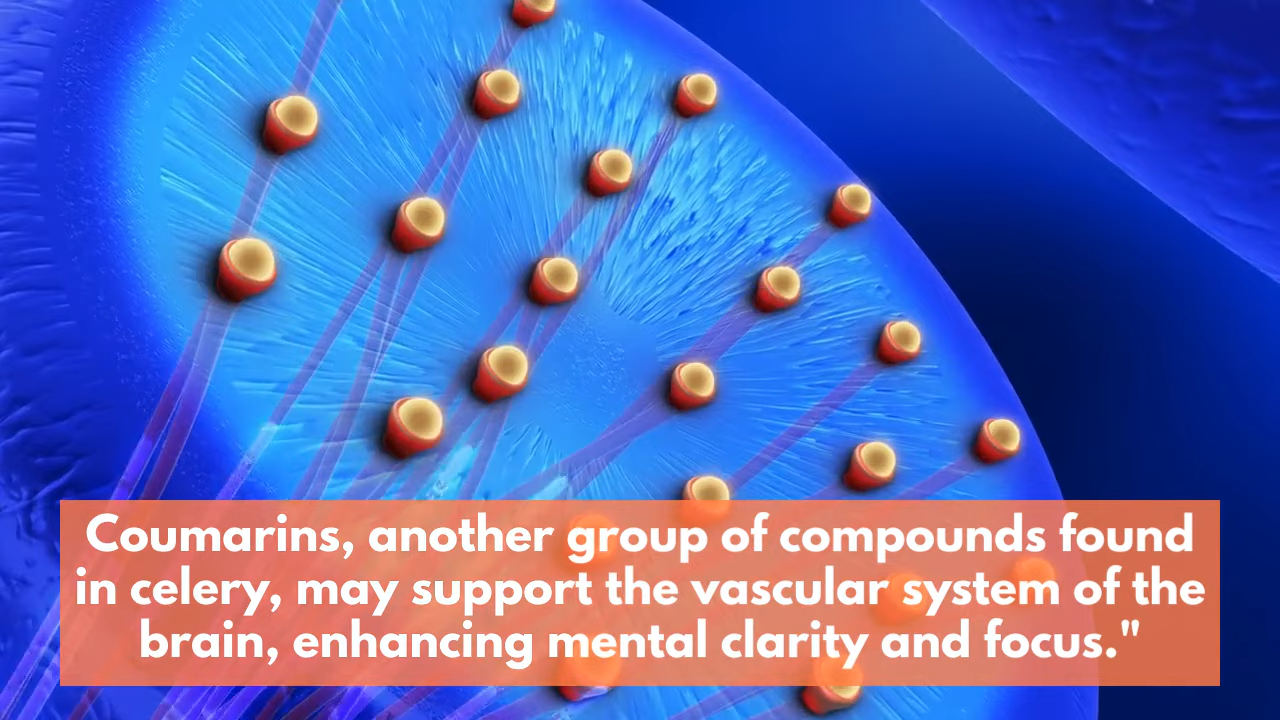 Coumarins, another group of compounds found
in celery, may support the vascular system of the
brain, enhancing mental clarity and focus."